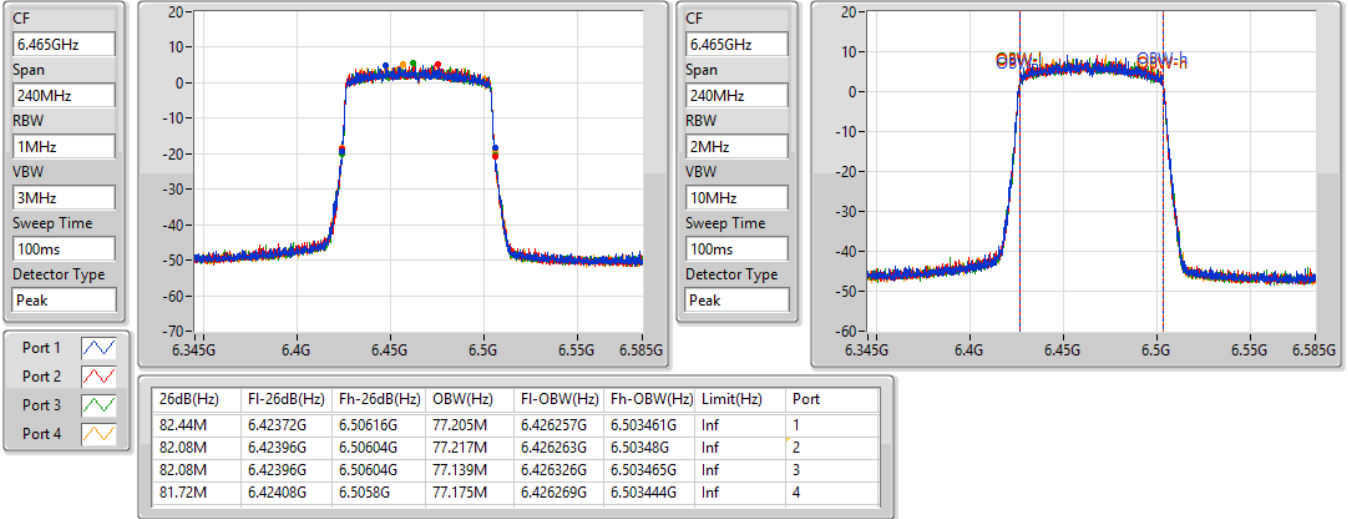 CF
6.465GHz
Span
240MHz
RBW
1MHz
VBW
3MHz
Sweep Time
100ms
Detector Type
Peak
20
10
0
-10
-20
-30
-40
-50
-60
-70
6.345G 6.4G 6.45G 6.5G 6.55G 6.585G
CF
6.465GHz
Span
240MHz
RBW
2MHz
VBW
10MHz
Sweep Time
100ms
Detector Type
Peak
20
10
0
-10
-20
-30
-40
-50
-60
OBW-l OBW-h
6.345G 6.4G 6.45G 6.5G 6.55G 6.585G
Port 1
Port 2
Port 3
Port 4
26dB(Hz) Fl-26dB(Hz) Fh-26dB(Hz) OBW(Hz) Fl-OBW(Hz) Fh-OBW(Hz) Limit(Hz) Port
82.44M 6.42372G 6.50616G 77.205M 6.426257G 6.503461G Inf 1
82.08M 6.42396G 6.50604G 77.217M 6.426263G 6.50348G Inf 2
82.08M 6.42396G 6.50604G 77.139M 6.426326G 6.503465G Inf 3
81.72M 6.42408G 6.5058G 77.175M 6.426269G 6.503444G Inf 4